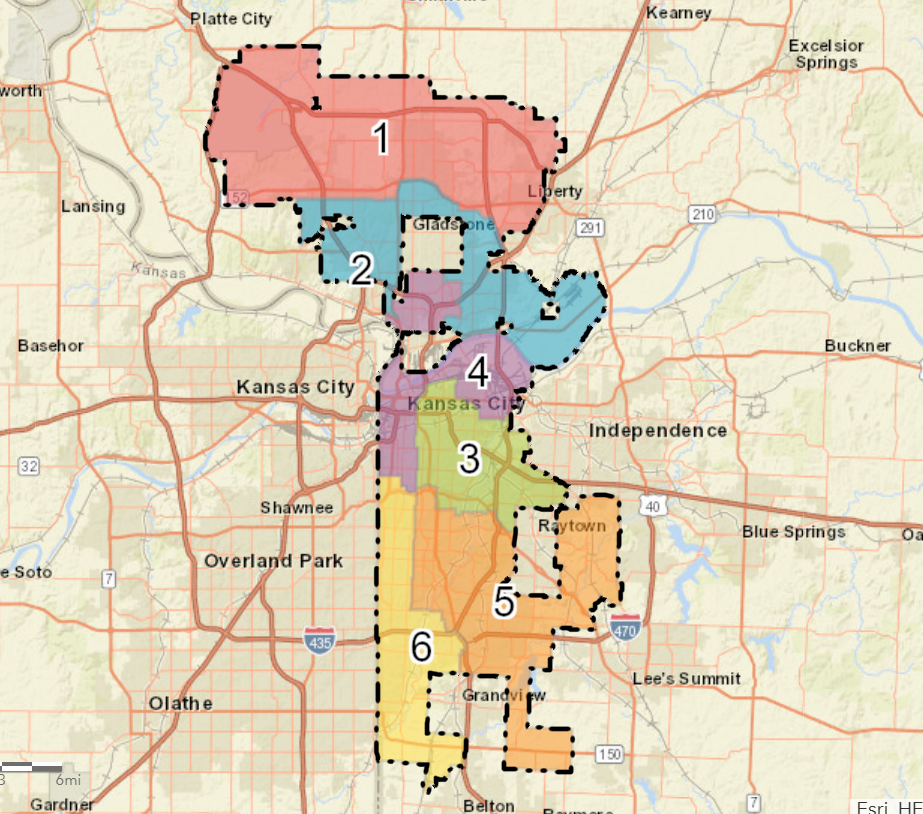 Platte City
Kearney
Excelsior
Springs
worth
1
Liberty
52
Lansing
210
291
Gladstone
2
Kansas
Basehor
Buckner
4
Kansas City
Kansas City
Independence
3
32
40
Shawnee
Raytown
Blue Springs
Overland Park
e Soto
7
5
470
435
6
Lee's Summit
Grandview
Olathe
150
3
6mi
Gardner
Belton
7
Esri, HE